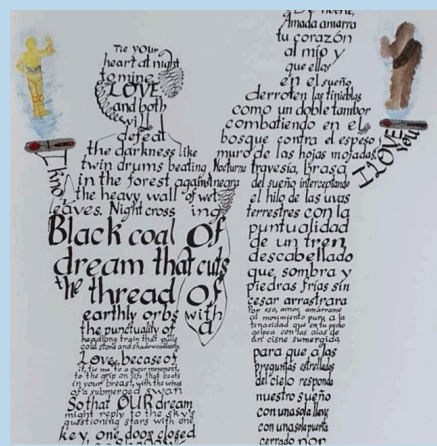 Tie your
heart at night
to mine
LOVE
and both
will
defeat
the darkness like
twin drums beating
in the forest against
the heavy wall of wet
leaves. Night cross ing
Black coal of
dream that cuts
the thread of
earthly orbs with
the punctuality of a
headlong train that pulls
cold stone and shadow endlessly
Love, because of
it, tie me to a purer movement,
to the grip on life that beats
in your breast, with the wings
of a submerged swan
So that OUR dream
might reply to the sky's
questioning stars with one
key, one door closed
I know
De noche,
Amada amarra
tu corazón
al mío y
que ellos
en el sueño
derroten las tinieblas
como un doble tambor
combatiendo en el
bosque contra el espeso
muro de las hojas mojadas.
Nocturna travesía, brasa
negra del sueño interceptando
el hilo de las uvas
terrestres con la
puntualidad
de un tren
descabellado
que sombra y
piedras frías sin
cesar arrastrara
Por eso, amor, amárrame
al movimiento puro, a la
tenacidad que en tu pecho
golpea con las alas de
un cisne sumergido
para que a las
preguntas estrelladas
del cielo responda
nuestro sueño
con una sola llave
con una sola puerta
cerrado por
I LOVE
You